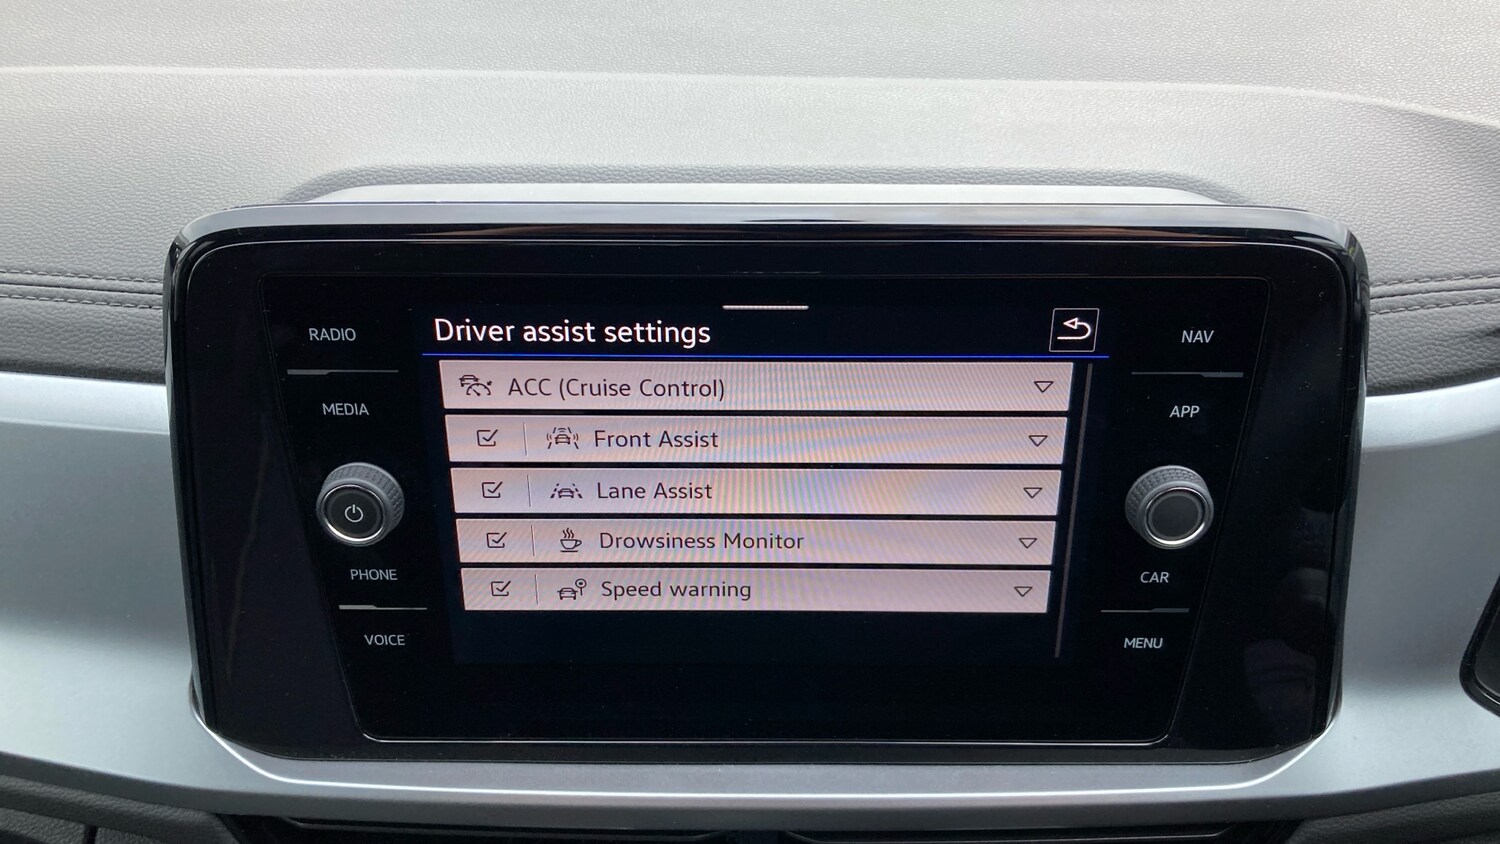 Driver assist settings
ACC (Cruise Control)
Front Assist
Lane Assist
Drowsiness Monitor
Speed warning
RADIO
MEDIA
PHONE
VOICE
NAV
APP
CAR
MENU